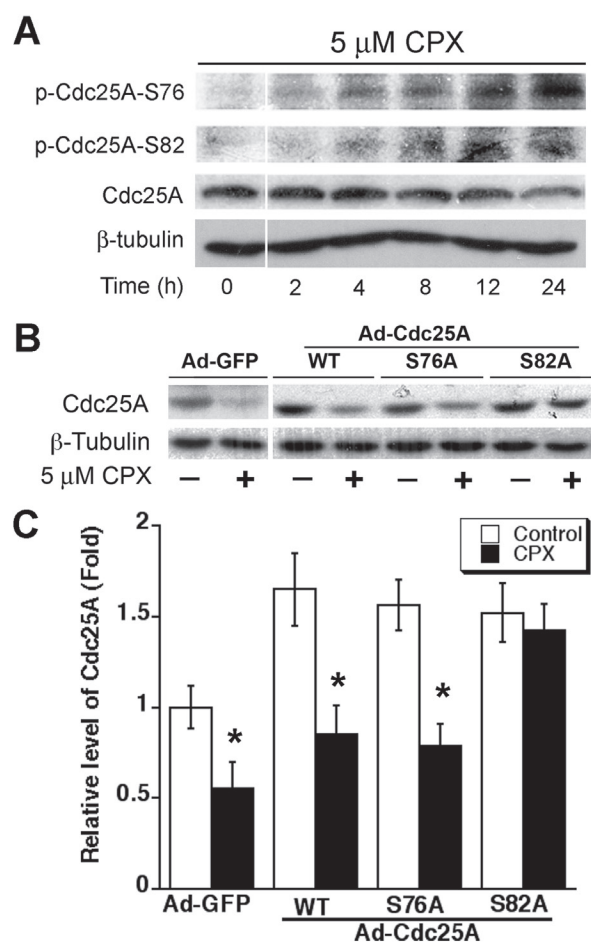 A
5 μM CPX
p-Cdc25A-S76
p-Cdc25A-S82
Cdc25A
β-tubulin
Time (h) 0 2 4 8 12 24
B
Ad-Cdc25A
Ad-GFP WT S76A S82A
Cdc25A
β-Tubulin
5 μM CPX − + − + − + − +
C
Relative level of Cdc25A (Fold)
2
1.5
1
0.5
0
Control
CPX
*
*
*
Ad-GFP WT S76A S82A
Ad-Cdc25A